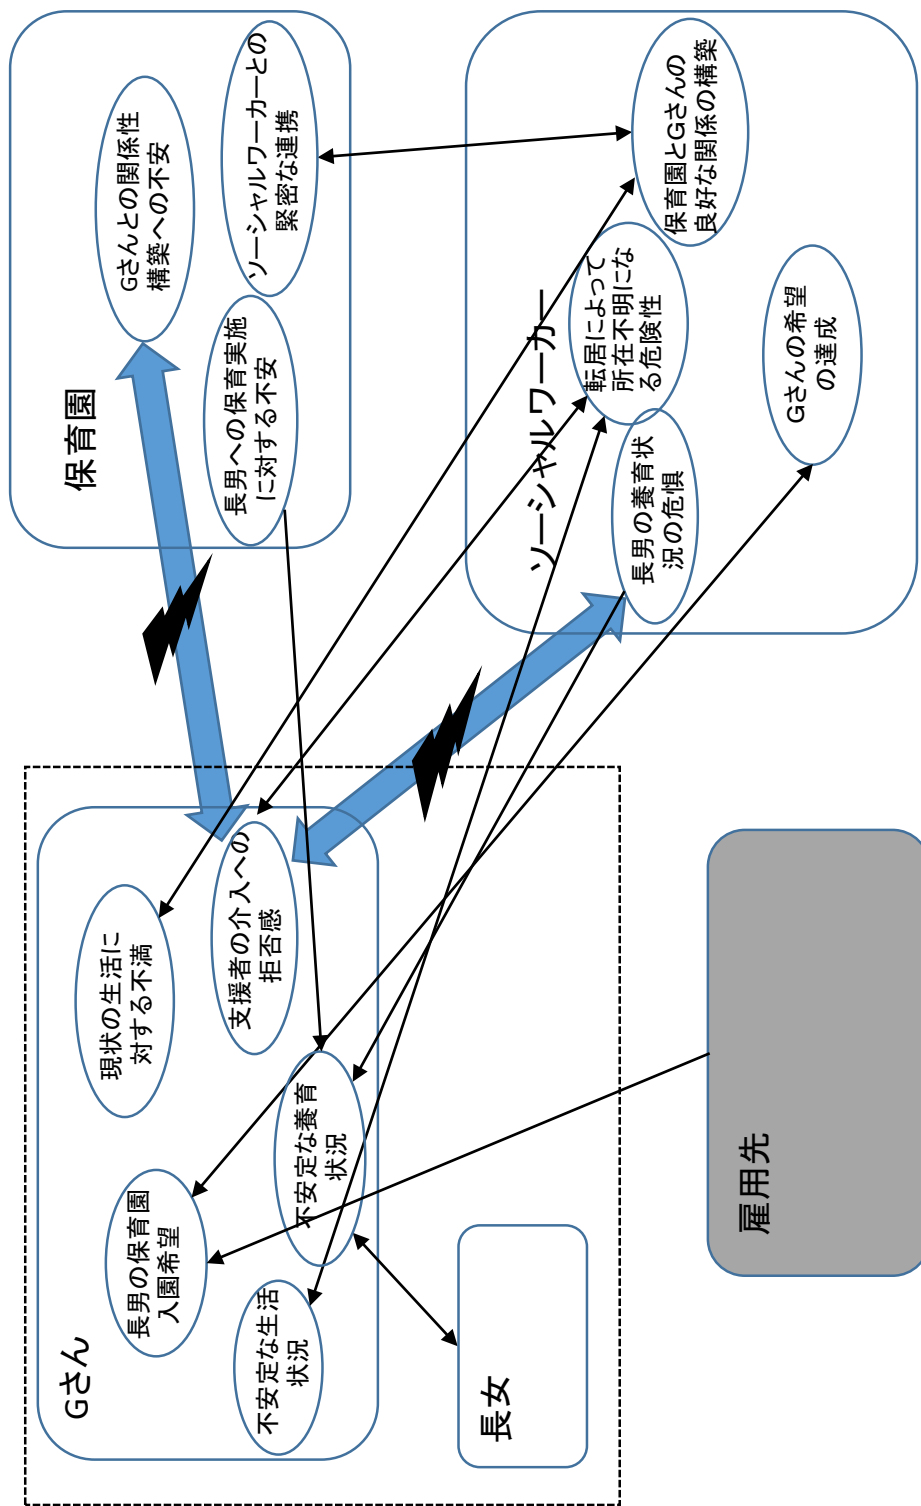 Gさん
長男の保育園
入園希望
現状の生活に
対する不満
不安定な生活
状況
不安定な養育
状況
支援者の介入への
拒否感
長女
保育園
Gさんとの関係性
構築への不安
長男への保育実施
に対する不安
ソーシャルワーカーとの
緊密な連携
ソーシャルワーカー
長男の養育状
況の危惧
転居によって
所在不明にな
る危険性
保育園とGさんの
良好な関係の構築
Gさんの希望
の達成
雇用先